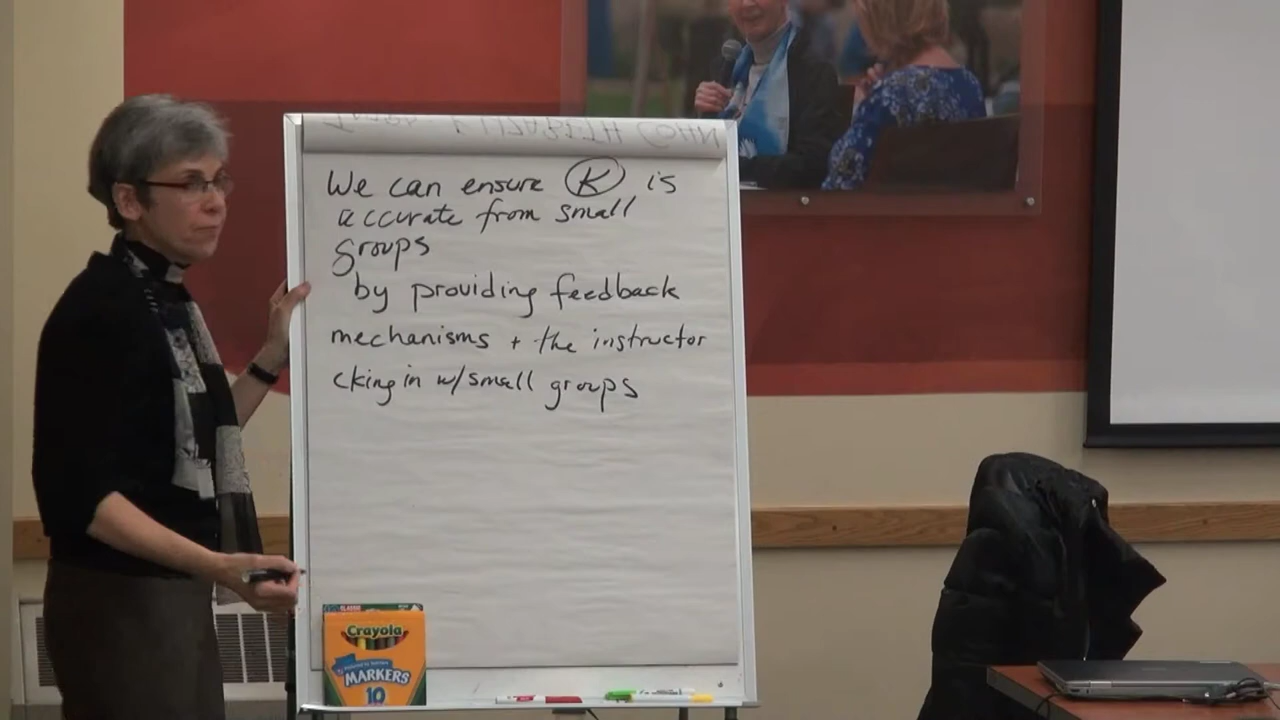 We can ensure K is
accurate from small
groups
by providing feedback
mechanisms + the instructor
cking in w/small groups
CLASSIC
Crayola
MARKERS
10